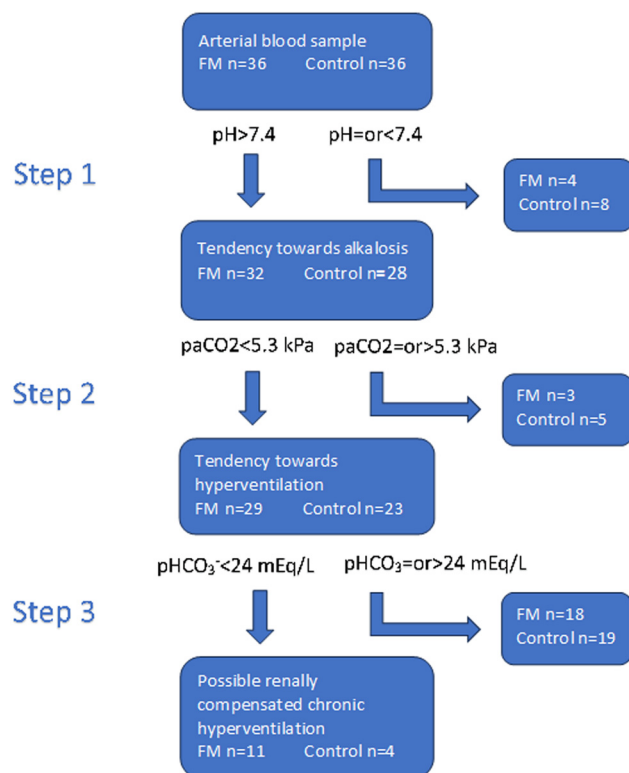 Arterial blood sample
FM n=36 Control n=36
pH>7.4 pH=or<7.4
Step 1
FM n=4
Control n=8
Tendency towards alkalosis
FM n=32 Control n=28
paCO2<5.3 kPa paCO2=or>5.3 kPa
Step 2
FM n=3
Control n=5
Tendency towards
hyperventilation
FM n=29 Control n=23
pHCO₃⁻<24 mEq/L pHCO₃=or>24 mEq/L
Step 3
FM n=18
Control n=19
Possible renally
compensated chronic
hyperventilation
FM n=11 Control n=4